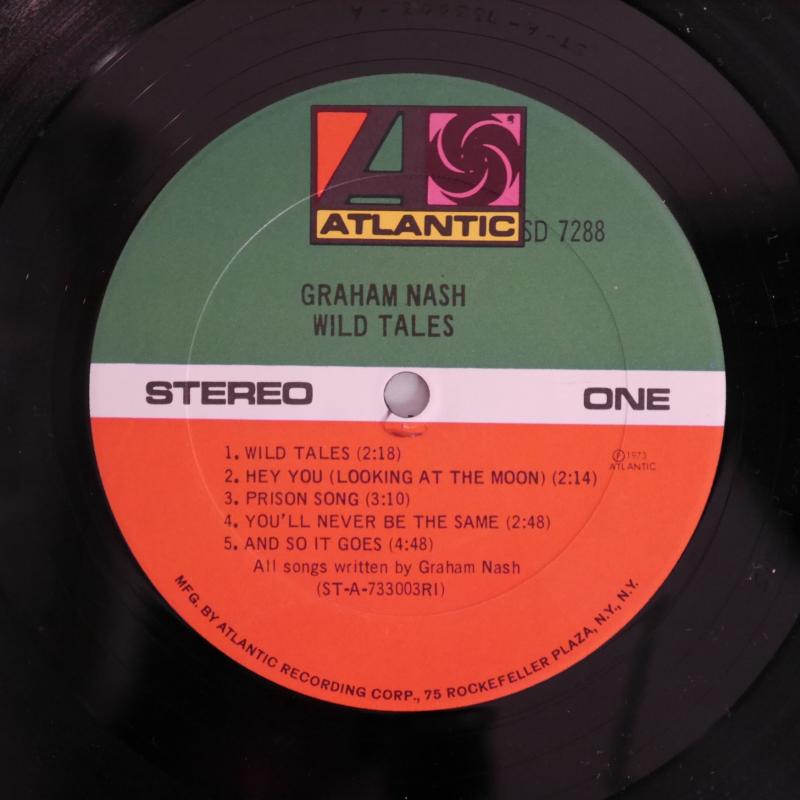 ST-A-733003-A
ATLANTIC
SD 7288
GRAHAM NASH
WILD TALES
STEREO
ONE
1. WILD TALES (2:18)
2. HEY YOU (LOOKING AT THE MOON) (2:14)
3. PRISON SONG (3:10)
4. YOU'LL NEVER BE THE SAME (2:48)
5. AND SO IT GOES (4:48)
All songs written by Graham Nash
(ST-A-733003RI)
Ⓟ1973
ATLANTIC
MFG. BY ATLANTIC RECORDING CORP., 75 ROCKEFELLER PLAZA, N.Y., N.Y.